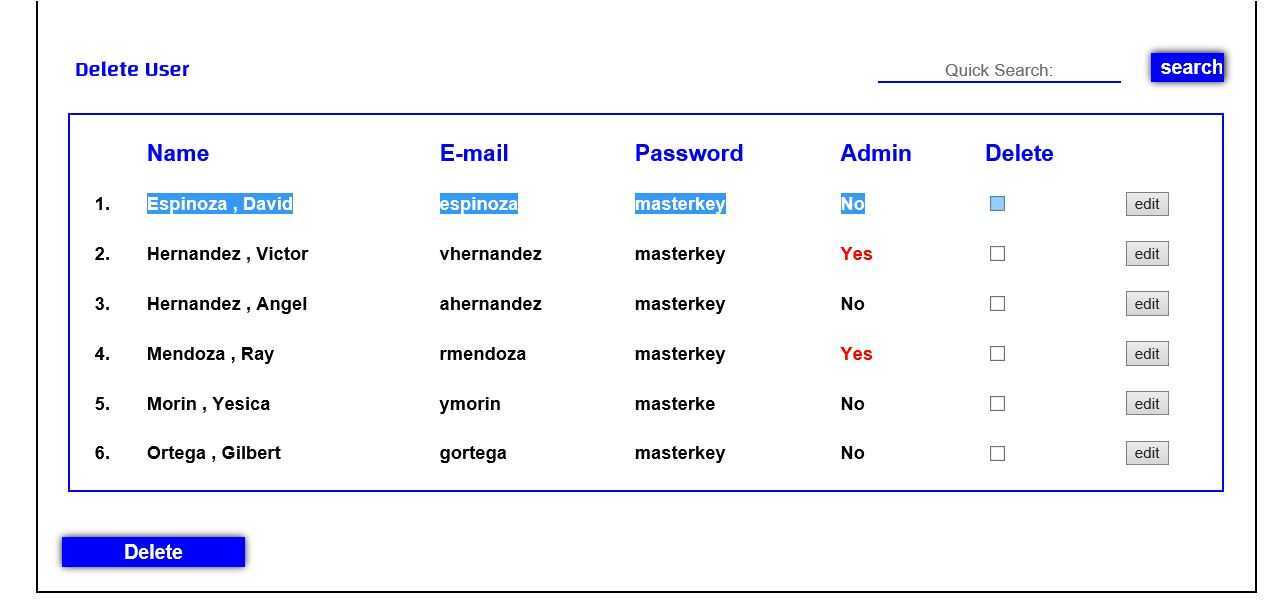 Delete User Quick Search: search
Name E-mail Password Admin Delete
1. Espinoza , David espinoza masterkey No edit
2. Hernandez , Victor vhernandez masterkey Yes edit
3. Hernandez , Angel ahernandez masterkey No edit
4. Mendoza , Ray rmendoza masterkey Yes edit
5. Morin , Yesica ymorin masterke No edit
6. Ortega , Gilbert gortega masterkey No edit
Delete